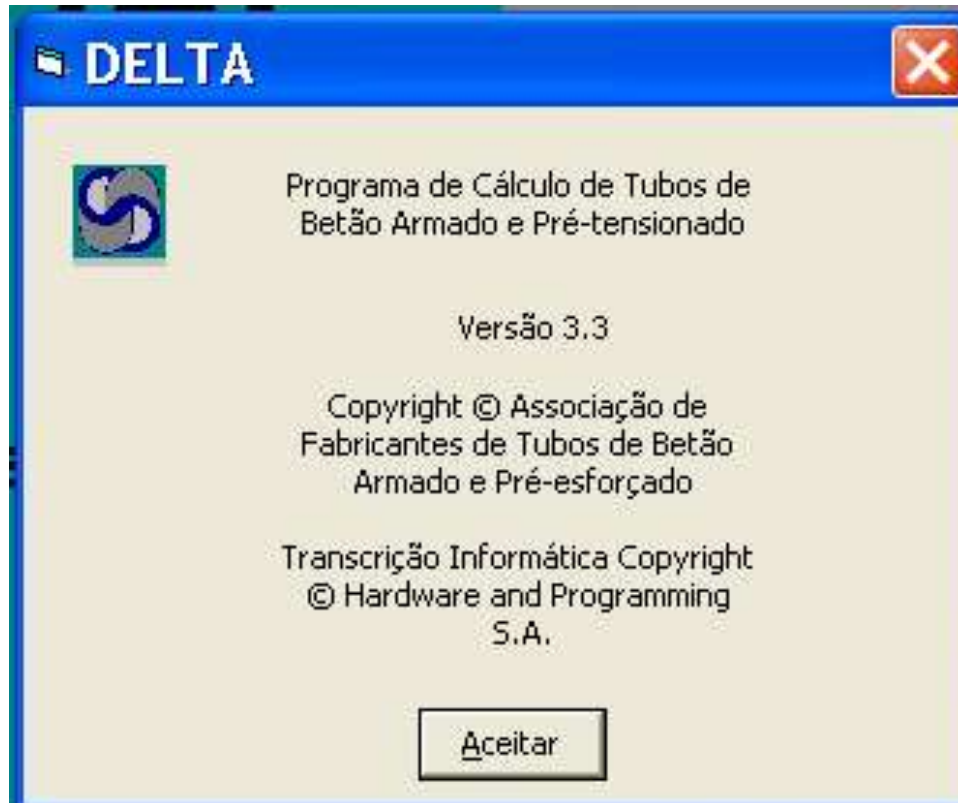 DELTA
Programa de Cálculo de Tubos de
Betão Armado e Pré-tensionado
Versão 3.3
Copyright © Associação de
Fabricantes de Tubos de Betão
Armado e Pré-esforçado
Transcrição Informática Copyright
© Hardware and Programming
S.A.
Aceitar